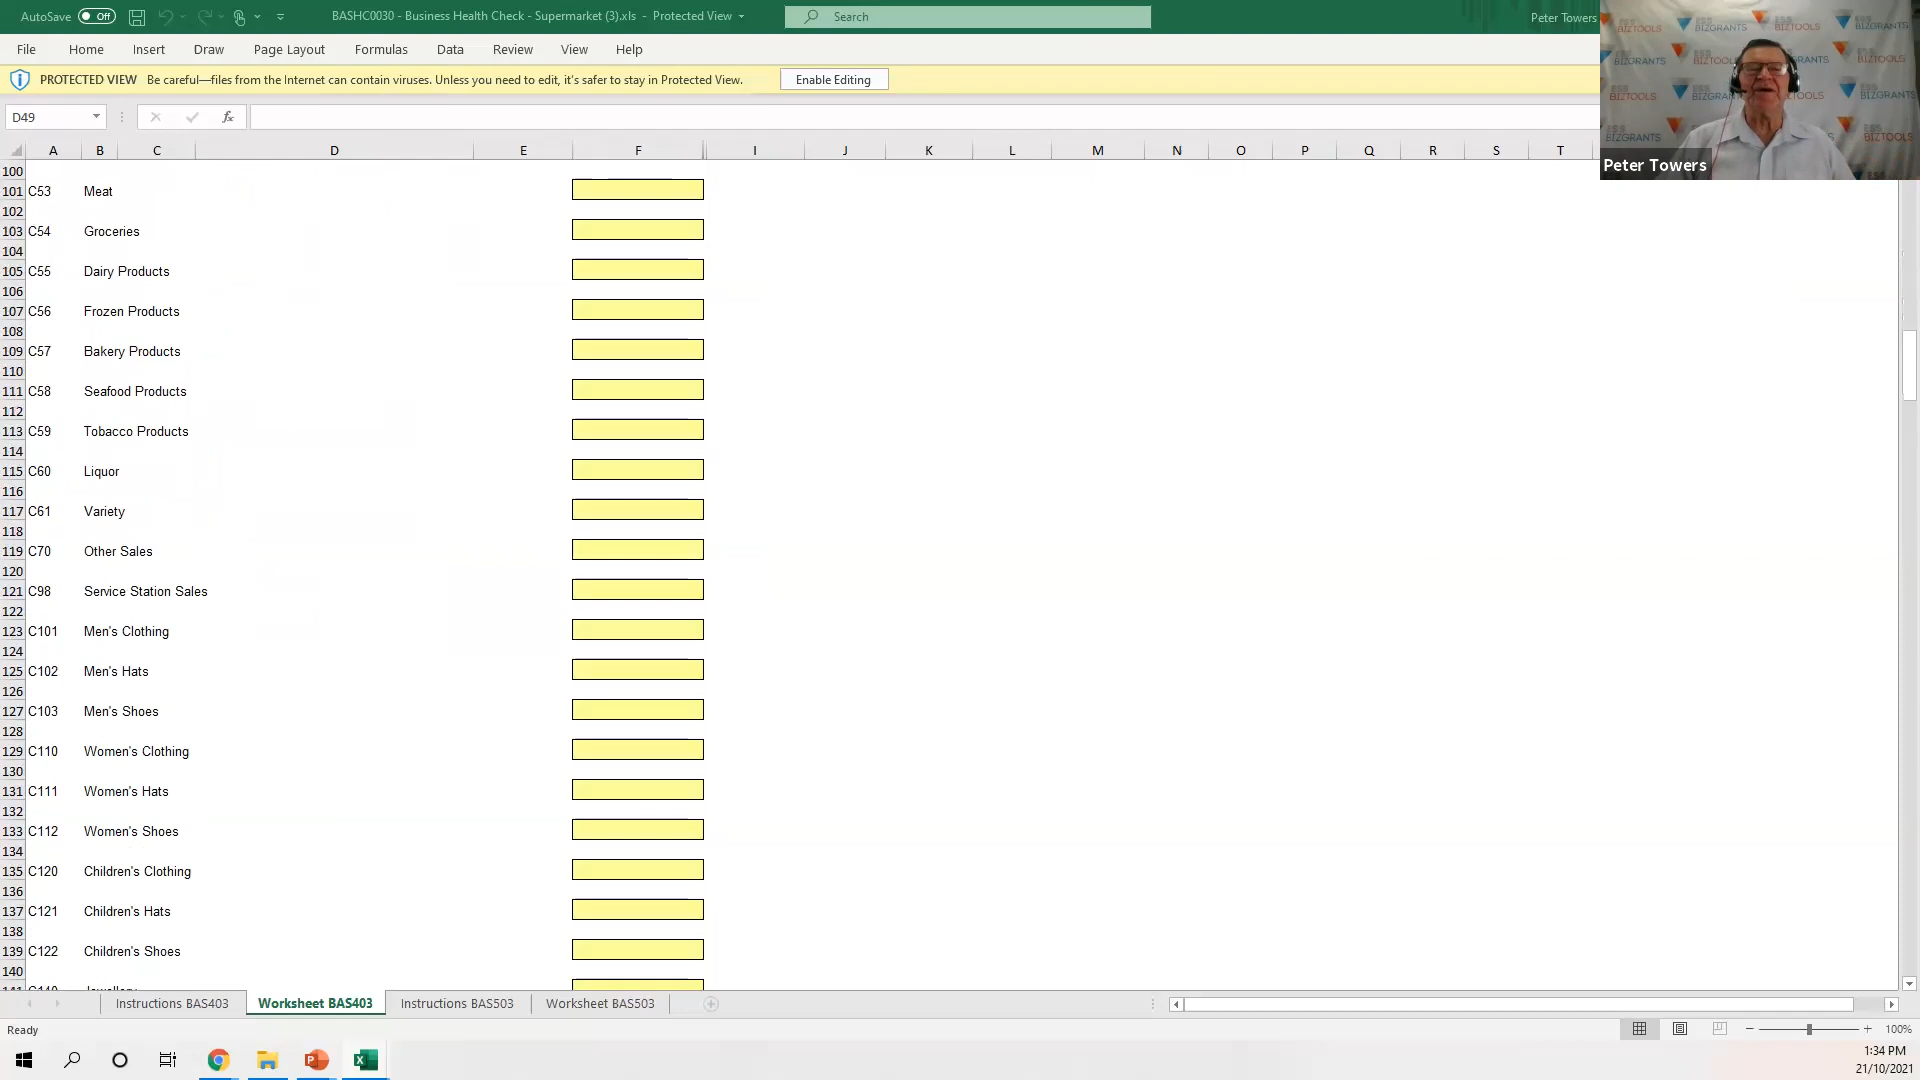 AutoSave Off BASHC0030 - Business Health Check - Supermarket (3).xls - Protected View Search Peter Towers
File Home Insert Draw Page Layout Formulas Data Review View Help
PROTECTED VIEW Be careful—files from the Internet can contain viruses. Unless you need to edit, it's safer to stay in Protected View. Enable Editing
D49 fx
Peter Towers
A B C D E F I J K L M N O P Q R S T
100
101 C53 Meat
102
103 C54 Groceries
104
105 C55 Dairy Products
106
107 C56 Frozen Products
108
109 C57 Bakery Products
110
111 C58 Seafood Products
112
113 C59 Tobacco Products
114
115 C60 Liquor
116
117 C61 Variety
118
119 C70 Other Sales
120
121 C98 Service Station Sales
122
123 C101 Men's Clothing
124
125 C102 Men's Hats
126
127 C103 Men's Shoes
128
129 C110 Women's Clothing
130
131 C111 Women's Hats
132
133 C112 Women's Shoes
134
135 C120 Children's Clothing
136
137 C121 Children's Hats
138
139 C122 Children's Shoes
140
Instructions BAS403 Worksheet BAS403 Instructions BAS503 Worksheet BAS503
Ready 100%
1:34 PM
21/10/2021